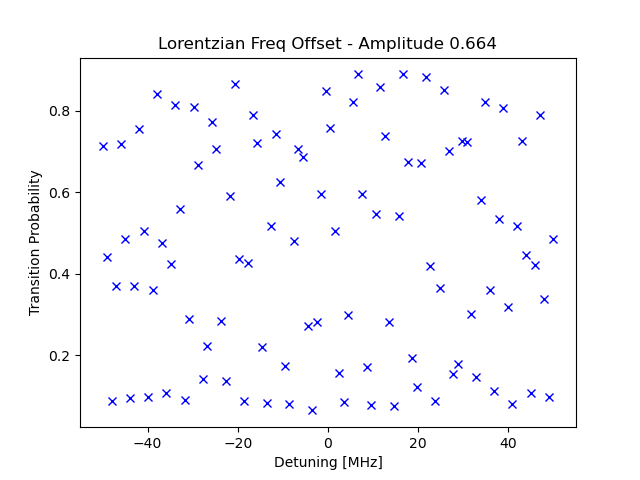 Lorentzian Freq Offset - Amplitude 0.664
Transition Probability
0.8
0.6
0.4
0.2
−40 −20 0 20 40
Detuning [MHz]